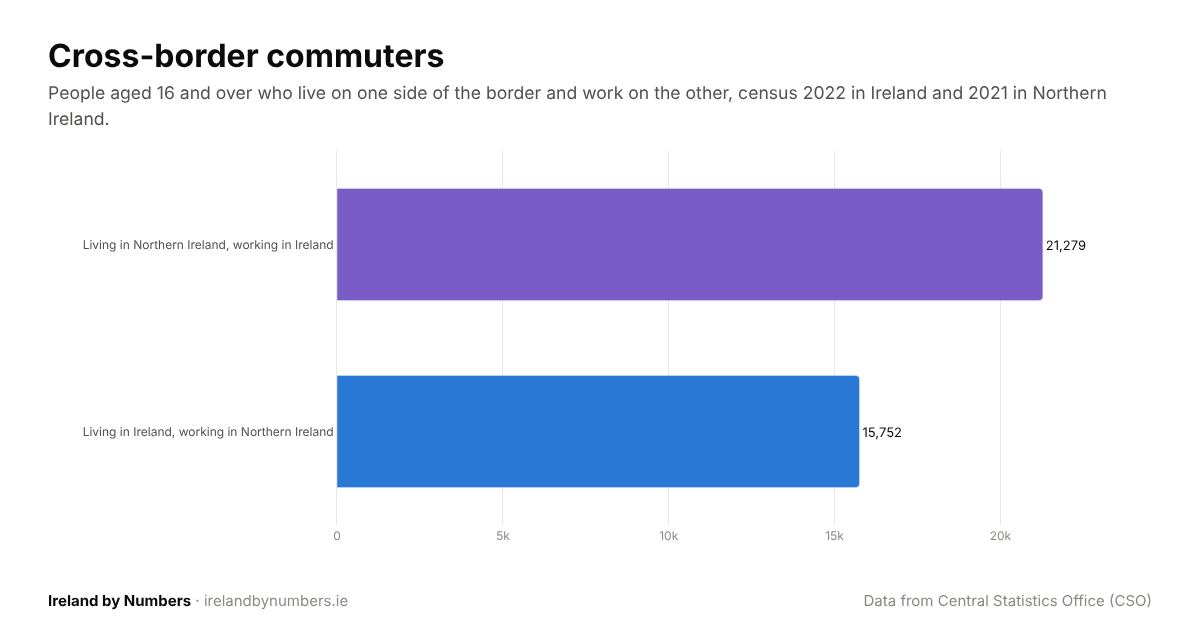 Cross-border commuters
People aged 16 and over who live on one side of the border and work on the other, census 2022 in Ireland and 2021 in Northern
Ireland.
Living in Northern Ireland, working in Ireland
21,279
Living in Ireland, working in Northern Ireland
15,752
0 5k 10k 15k 20k
Ireland by Numbers · irelandbynumbers.ie
Data from Central Statistics Office (CSO)